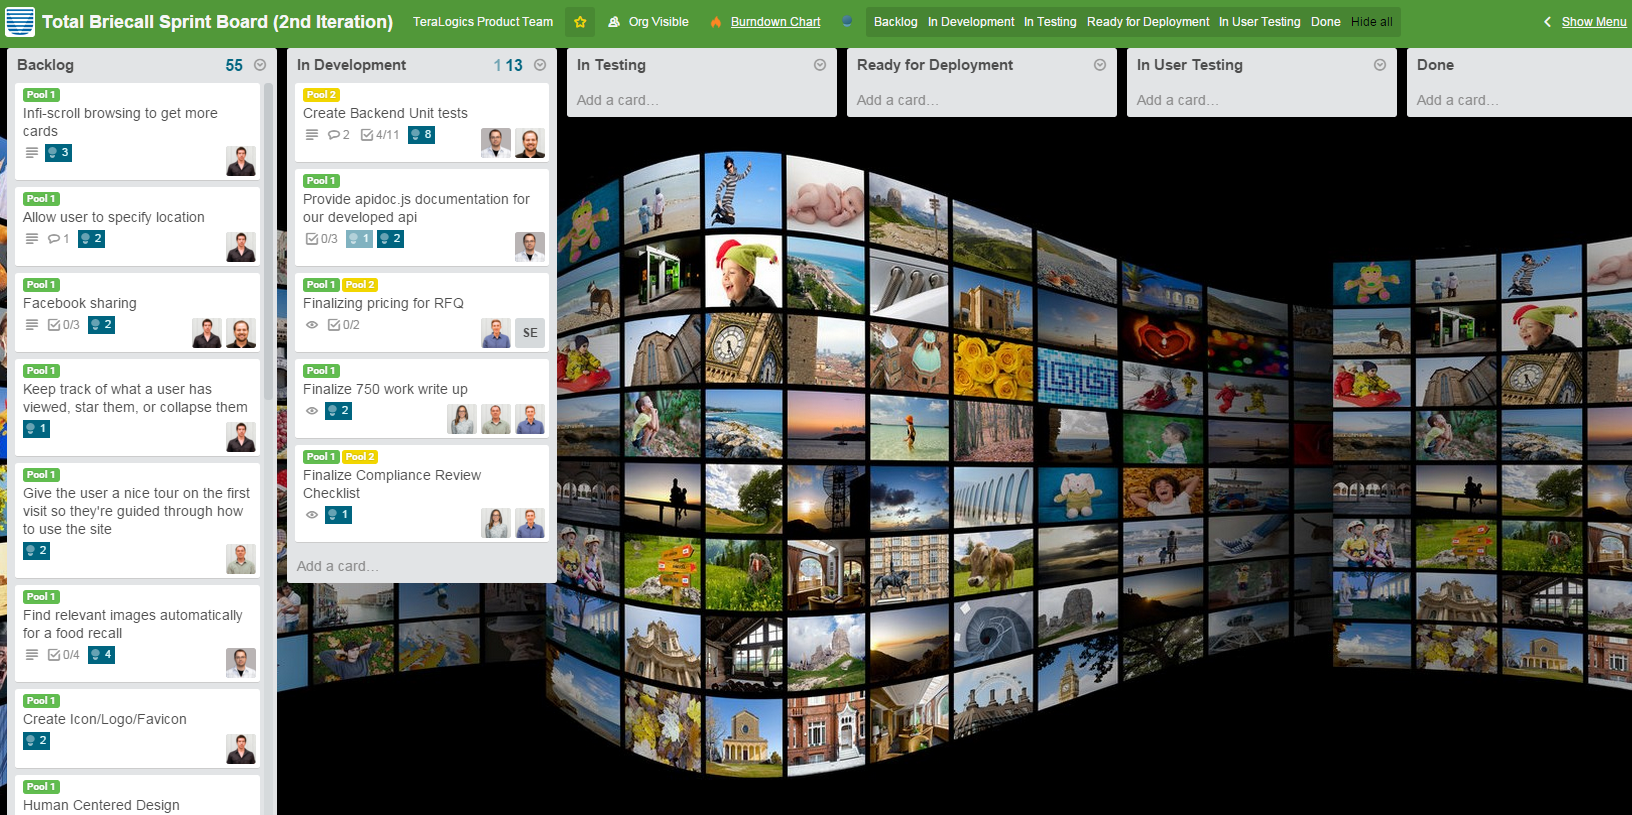 Total Briecall Sprint Board (2nd Iteration)
TeraLogics Product Team
Org Visible
Burndown Chart
Backlog In Development In Testing Ready for Deployment In User Testing Done Hide all
Show Menu
Backlog
55
Pool 1
Infi-scroll browsing to get more
cards
3
Pool 1
Allow user to specify location
1
2
Pool 1
Facebook sharing
0/3
2
Pool 1
Keep track of what a user has
viewed, star them, or collapse them
1
Pool 1
Give the user a nice tour on the first
visit so they're guided through how
to use the site
2
Pool 1
Find relevant images automatically
for a food recall
0/4
4
Pool 1
Create Icon/Logo/Favicon
2
Pool 1
Human Centered Design
In Development
1 13
Pool 2
Create Backend Unit tests
2
4/11
8
Pool 1
Provide apidoc.js documentation for
our developed api
0/3
1
2
Pool 1 Pool 2
Finalizing pricing for RFQ
0/2
SE
Pool 1
Finalize 750 work write up
2
Pool 1 Pool 2
Finalize Compliance Review
Checklist
1
Add a card...
In Testing
Add a card...
Ready for Deployment
Add a card...
In User Testing
Add a card...
Done
Add a card...